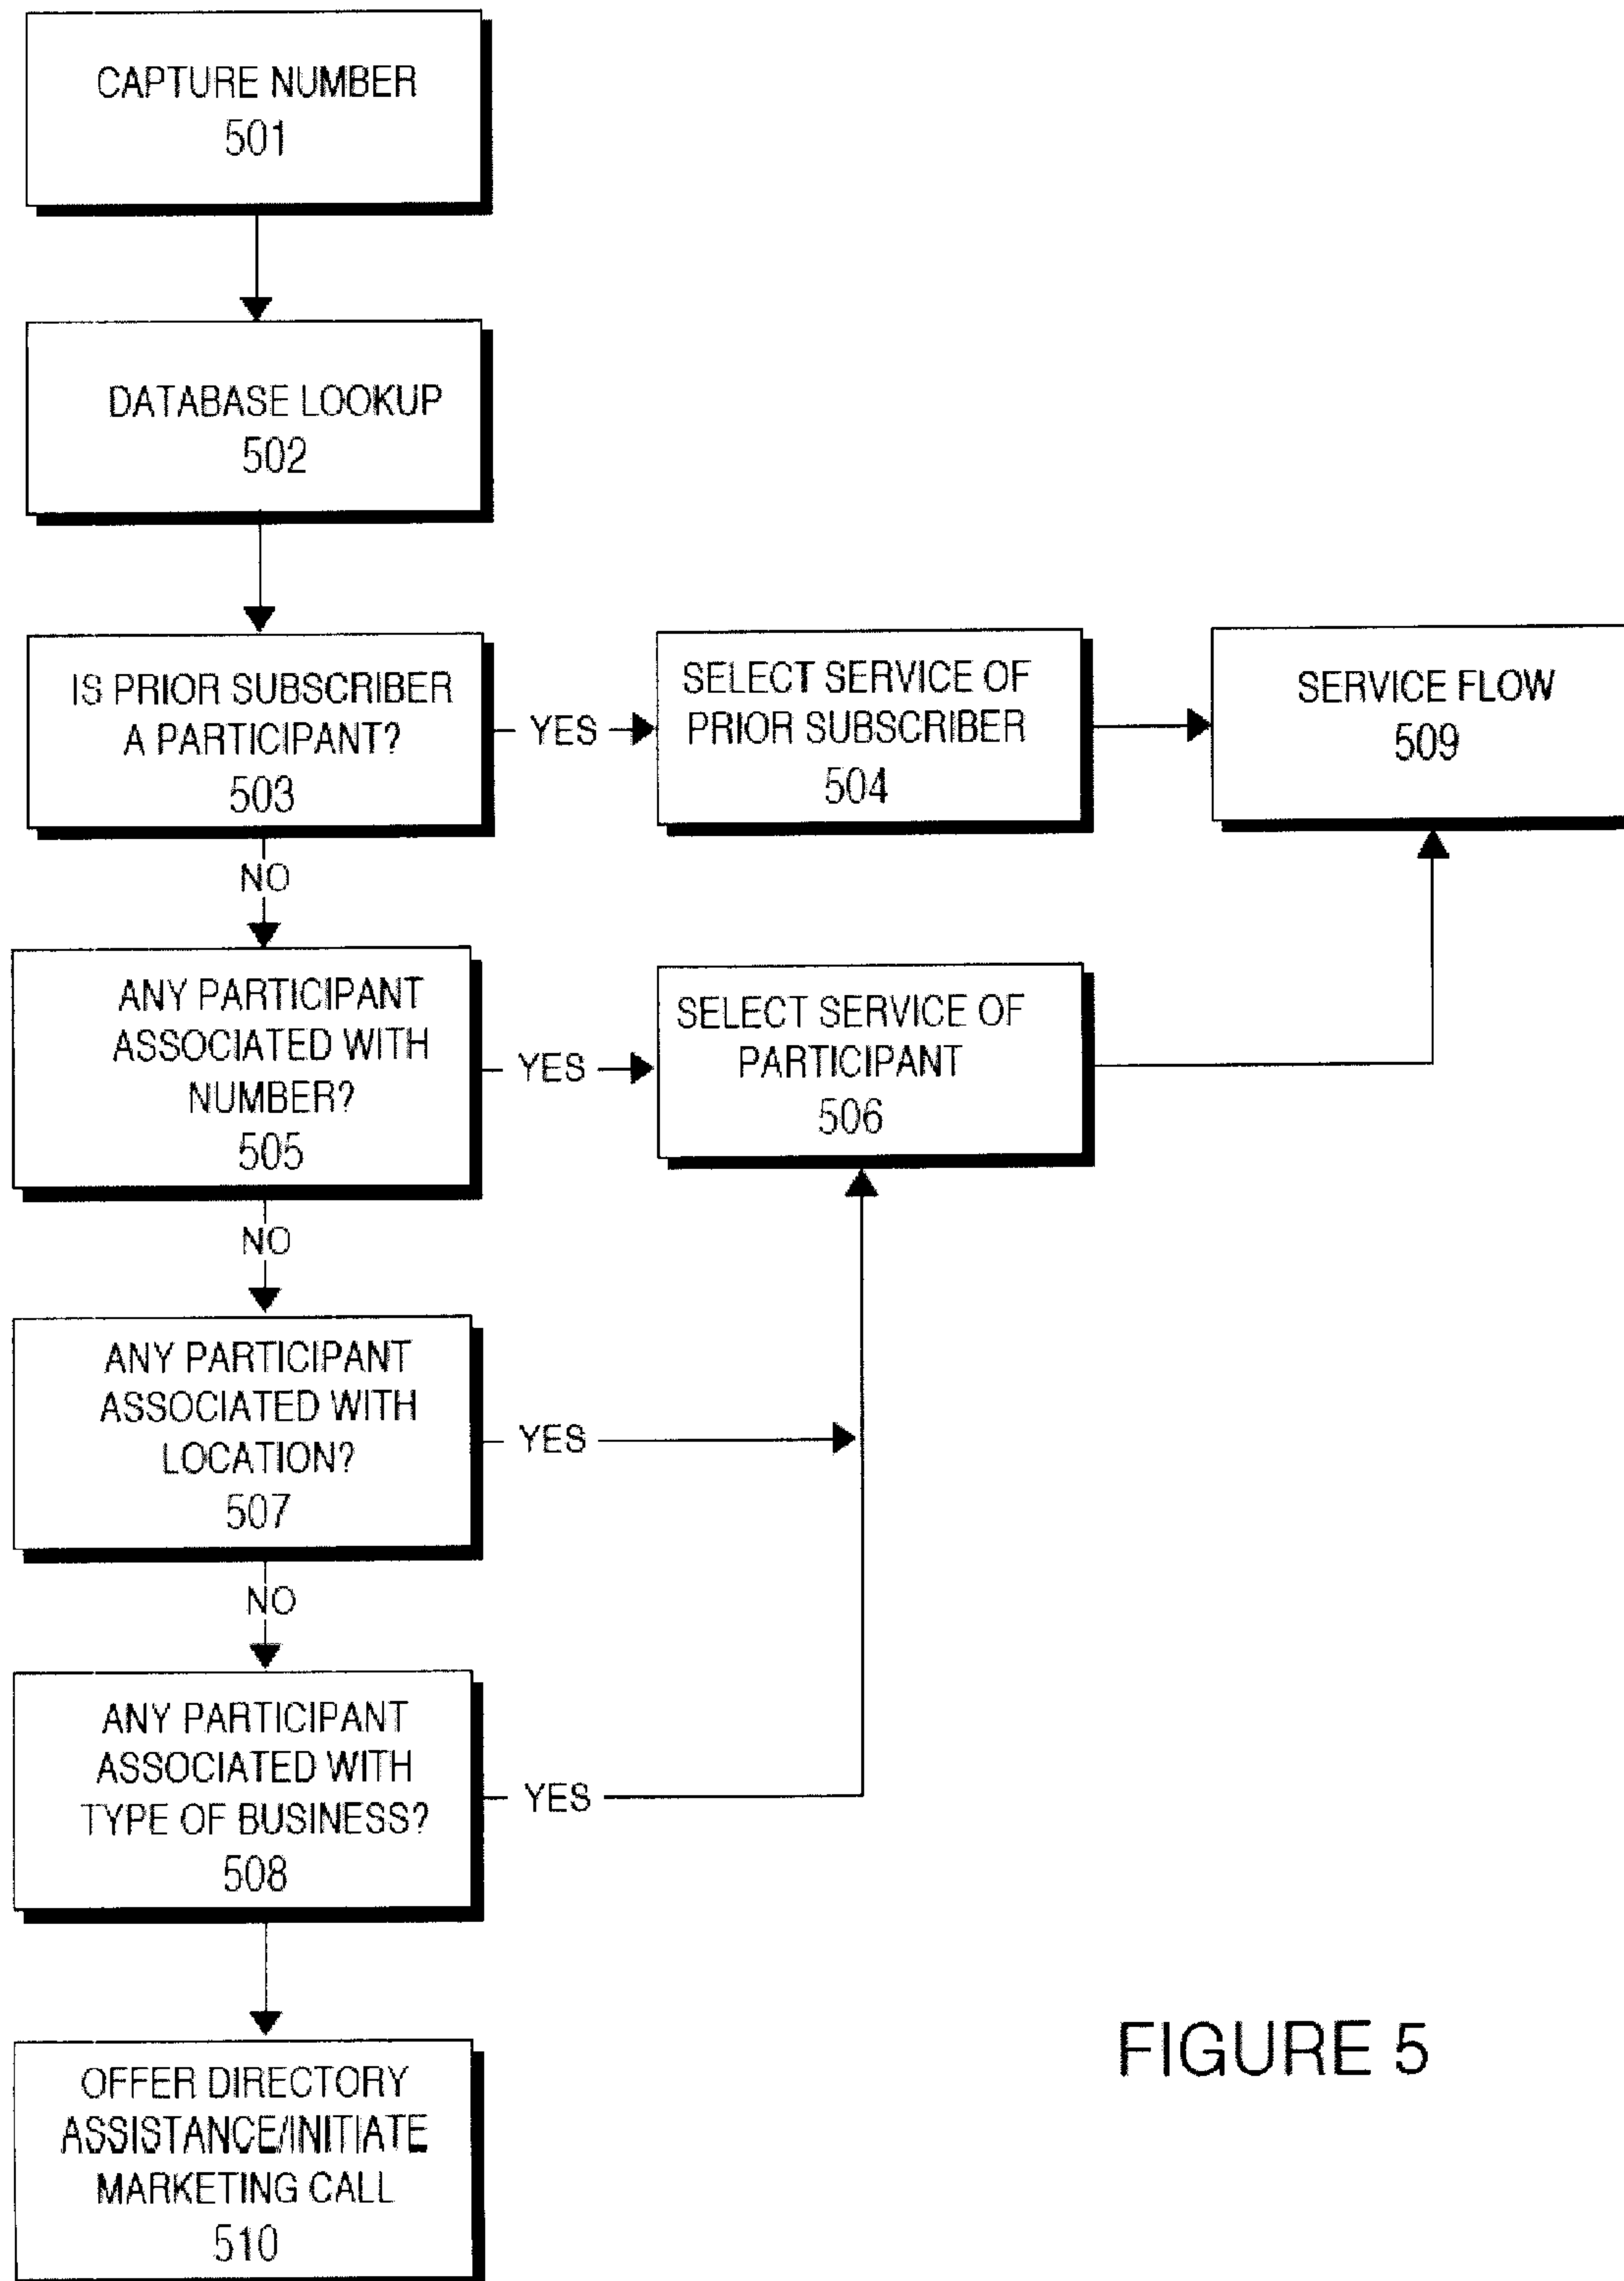 CAPTURE NUMBER
501
DATABASE LOOKUP
502
IS PRIOR SUBSCRIBER
A PARTICIPANT?
503
YES
SELECT SERVICE OF
PRIOR SUBSCRIBER
504
SERVICE FLOW
509
NO
ANY PARTICIPANT
ASSOCIATED WITH
NUMBER?
505
YES
SELECT SERVICE OF
PARTICIPANT
506
NO
ANY PARTICIPANT
ASSOCIATED WITH
LOCATION?
507
YES
NO
ANY PARTICIPANT
ASSOCIATED WITH
TYPE OF BUSINESS?
508
YES
OFFER DIRECTORY
ASSISTANCE/INITIATE
MARKETING CALL
510
FIGURE 5